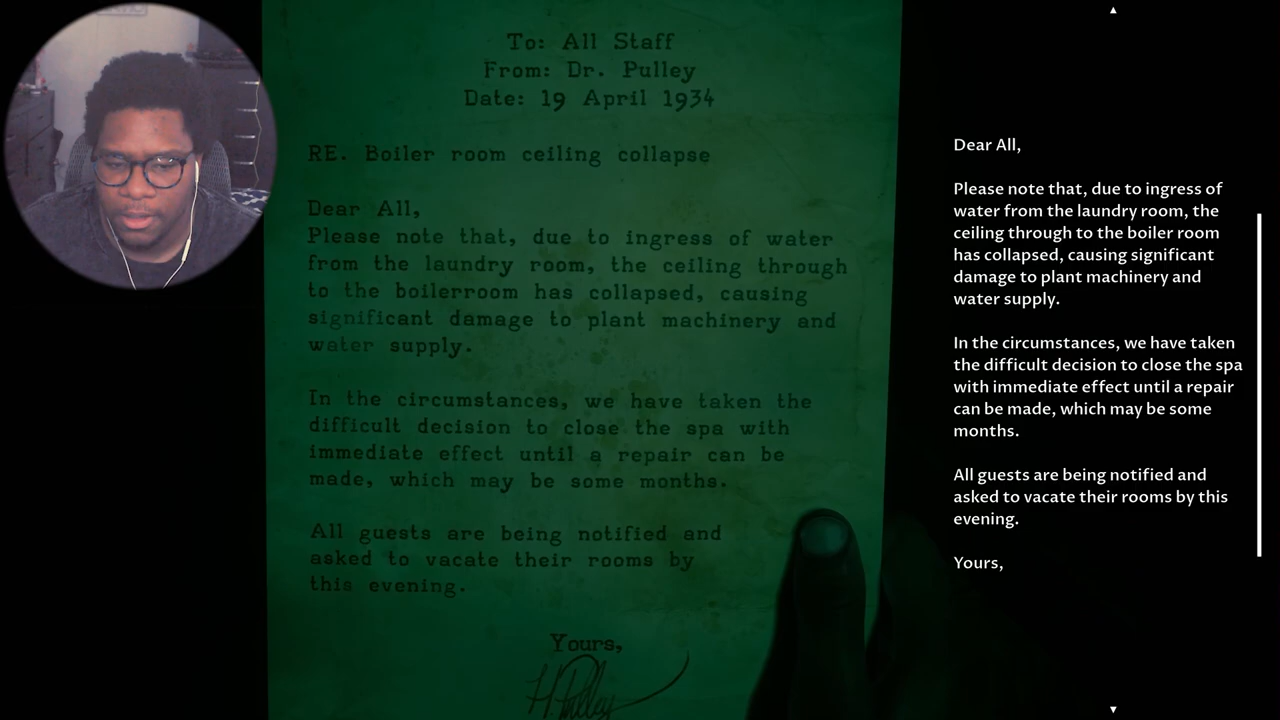 To: All Staff
From: Dr. Pulley
Date: 19 April 1934
RE. Boiler room ceiling collapse
Dear All,
Please note that, due to ingress of water
from the laundry room, the ceiling through
to the boilerroom has collapsed, causing
significant damage to plant machinery and
water supply.
In the circumstances, we have taken the
difficult decision to close the spa with
immediate effect until a repair can be
made, which may be some months.
All guests are being notified and
asked to vacate their rooms by
this evening.
Yours,
H.Pulley
Dear All,
Please note that, due to ingress of
water from the laundry room, the
ceiling through to the boiler room
has collapsed, causing significant
damage to plant machinery and
water supply.
In the circumstances, we have taken
the difficult decision to close the spa
with immediate effect until a repair
can be made, which may be some
months.
All guests are being notified and
asked to vacate their rooms by this
evening.
Yours,